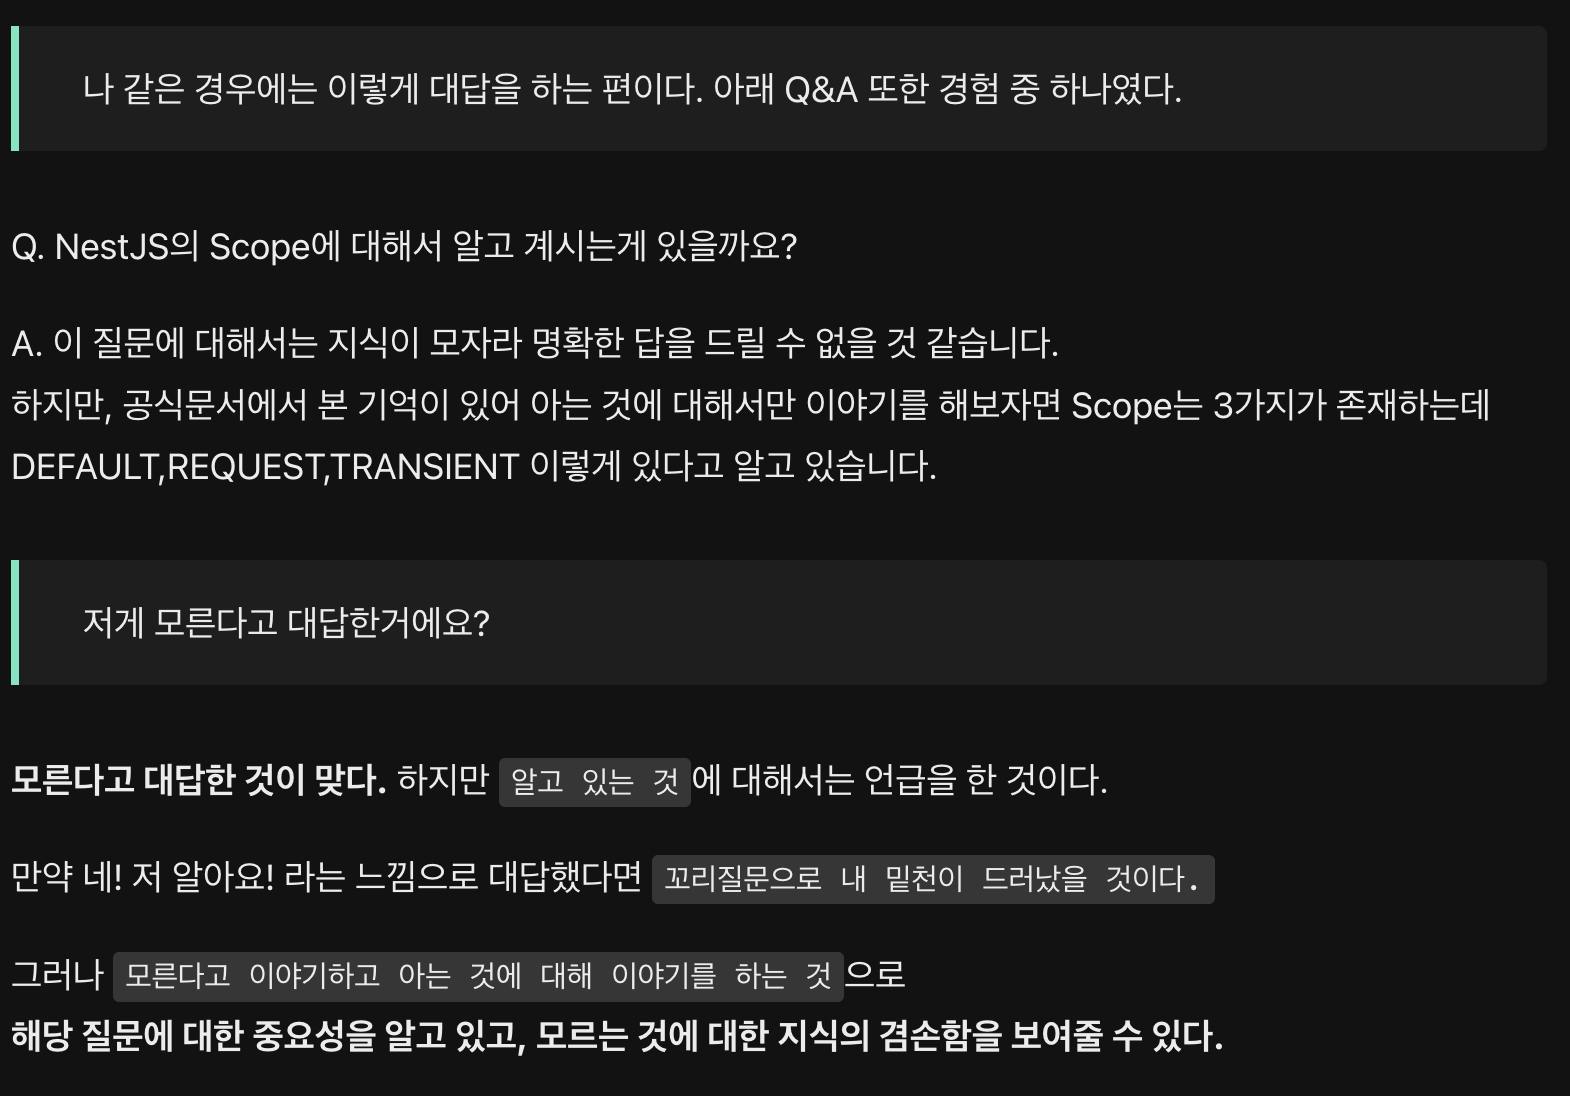 나 같은 경우에는 이렇게 대답을 하는 편이다. 아래 Q&A 또한 경험 중 하나였다.
Q. NestJS의 Scope에 대해서 알고 계시는게 있을까요?
A. 이 질문에 대해서는 지식이 모자라 명확한 답을 드릴 수 없을 것 같습니다.
하지만, 공식문서에서 본 기억이 있어 아는 것에 대해서만 이야기를 해보자면 Scope는 3가지가 존재하는데
DEFAULT,REQUEST,TRANSIENT 이렇게 있다고 알고 있습니다.
저게 모른다고 대답한거에요?
모른다고 대답한 것이 맞다. 하지만 알고 있는 것에 대해서는 언급을 한 것이다.
만약 네! 저 알아요! 라는 느낌으로 대답했다면 꼬리질문으로 내 밑천이 드러났을 것이다.
그러나 모른다고 이야기하고 아는 것에 대해 이야기를 하는 것으로
해당 질문에 대한 중요성을 알고 있고, 모르는 것에 대한 지식의 겸손함을 보여줄 수 있다.